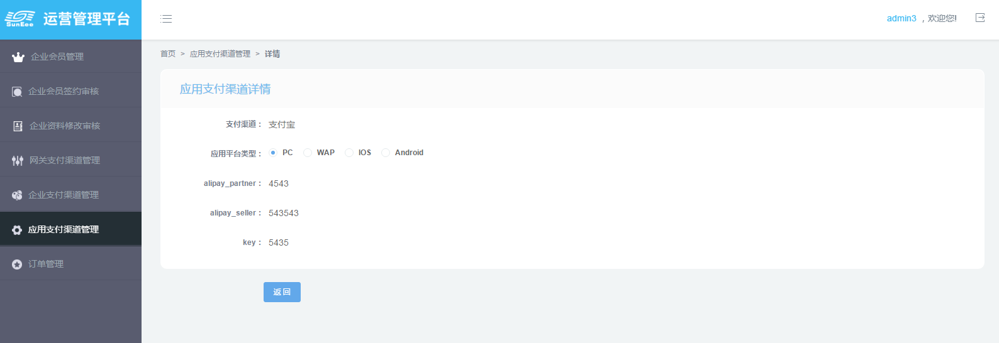 SunEee 运营管理平台
admin3 ，欢迎您!
企业会员管理
企业会员签约审核
企业资料修改审核
网关支付渠道管理
企业支付渠道管理
应用支付渠道管理
订单管理
首页 > 应用支付渠道管理 > 详情
应用支付渠道详情
支付渠道： 支付宝
应用平台类型： PC WAP IOS Android
alipay_partner： 4543
alipay_seller： 543543
key： 5435
返回